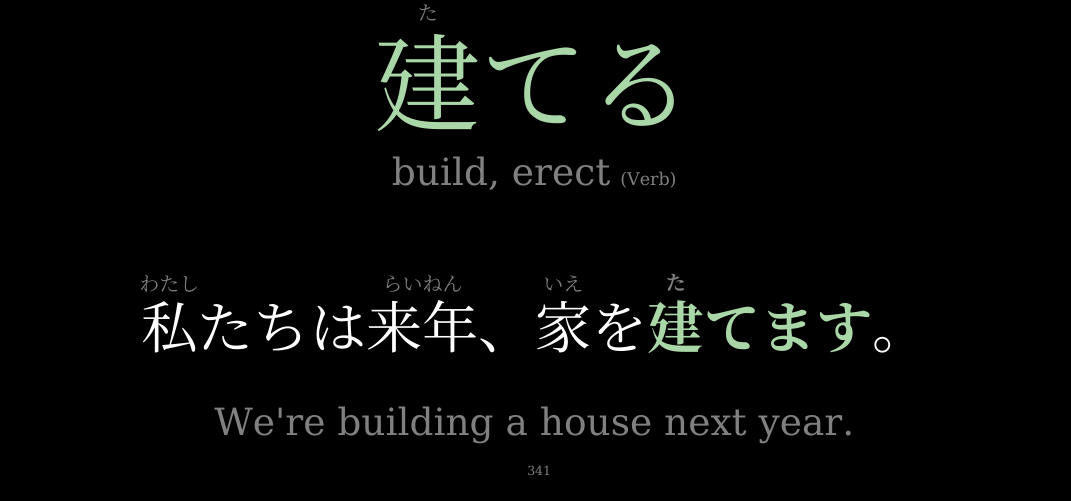 た
建てる
build, erect (Verb)
わたし らいねん いえ た
私たちは来年、家を建てます。
We're building a house next year.
341